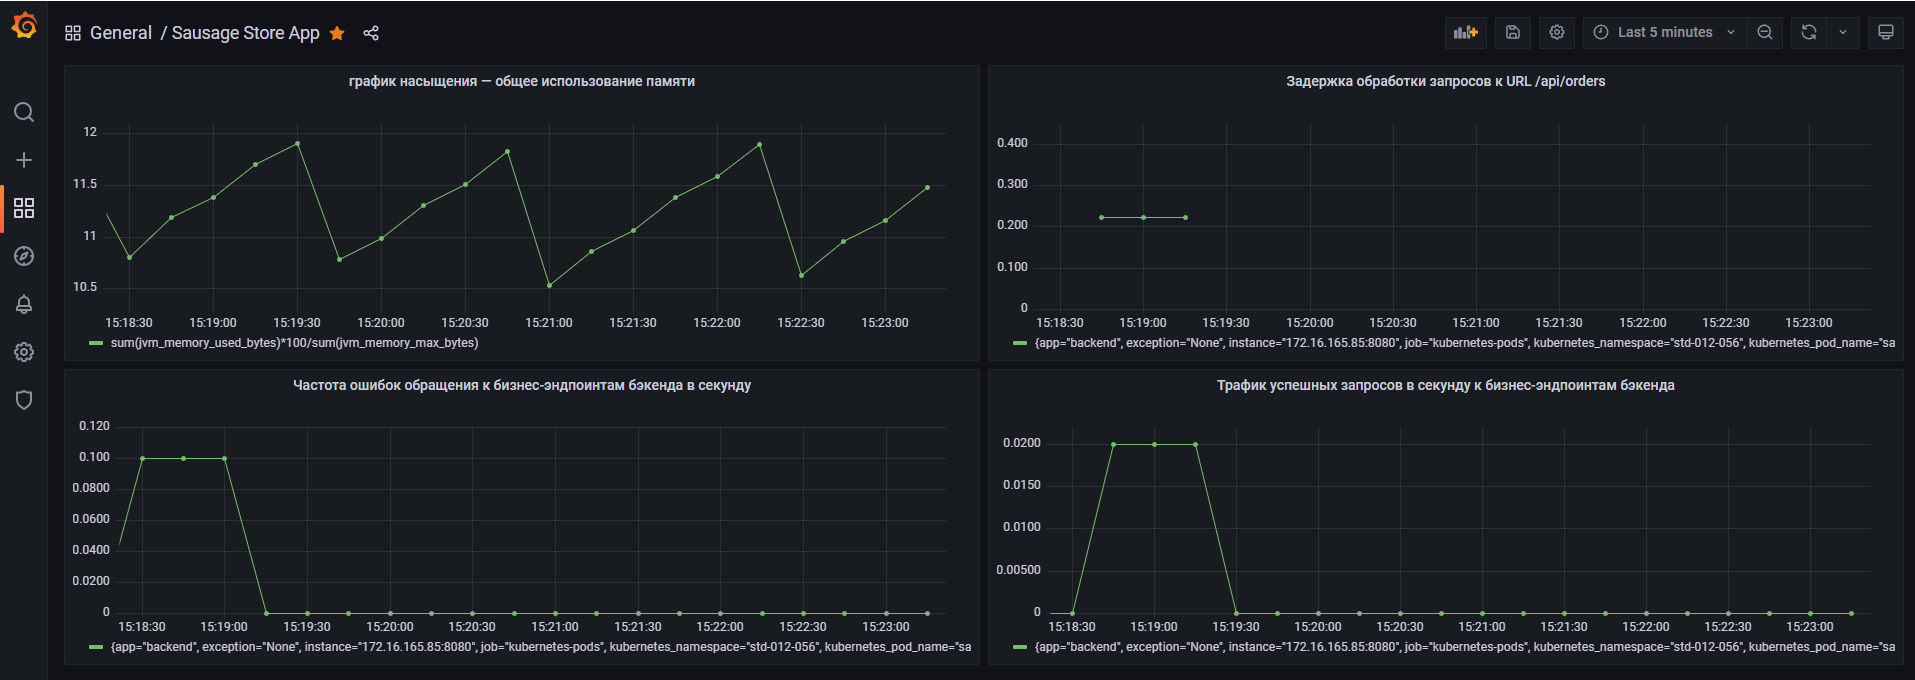 General / Sausage Store App
Last 5 minutes
график насыщения — общее использование памяти
12
11.5
11
10.5
15:18:30 15:19:00 15:19:30 15:20:00 15:20:30 15:21:00 15:21:30 15:22:00 15:22:30 15:23:00
sum(jvm_memory_used_bytes)*100/sum(jvm_memory_max_bytes)
Задержка обработки запросов к URL /api/orders
0.400
0.300
0.200
0.100
0
15:18:30 15:19:00 15:19:30 15:20:00 15:20:30 15:21:00 15:21:30 15:22:00 15:22:30 15:23:00
{app="backend", exception="None", instance="172.16.165.85:8080", job="kubernetes-pods", kubernetes_namespace="std-012-056", kubernetes_pod_name="sa
Частота ошибок обращения к бизнес-эндпоинтам бэкенда в секунду
0.120
0.100
0.0800
0.0600
0.0400
0.0200
0
15:18:30 15:19:00 15:19:30 15:20:00 15:20:30 15:21:00 15:21:30 15:22:00 15:22:30 15:23:00
{app="backend", exception="None", instance="172.16.165.85:8080", job="kubernetes-pods", kubernetes_namespace="std-012-056", kubernetes_pod_name="sa
Трафик успешных запросов в секунду к бизнес-эндпоинтам бэкенда
0.0200
0.0150
0.0100
0.00500
0
15:18:30 15:19:00 15:19:30 15:20:00 15:20:30 15:21:00 15:21:30 15:22:00 15:22:30 15:23:00
{app="backend", exception="None", instance="172.16.165.85:8080", job="kubernetes-pods", kubernetes_namespace="std-012-056", kubernetes_pod_name="sa